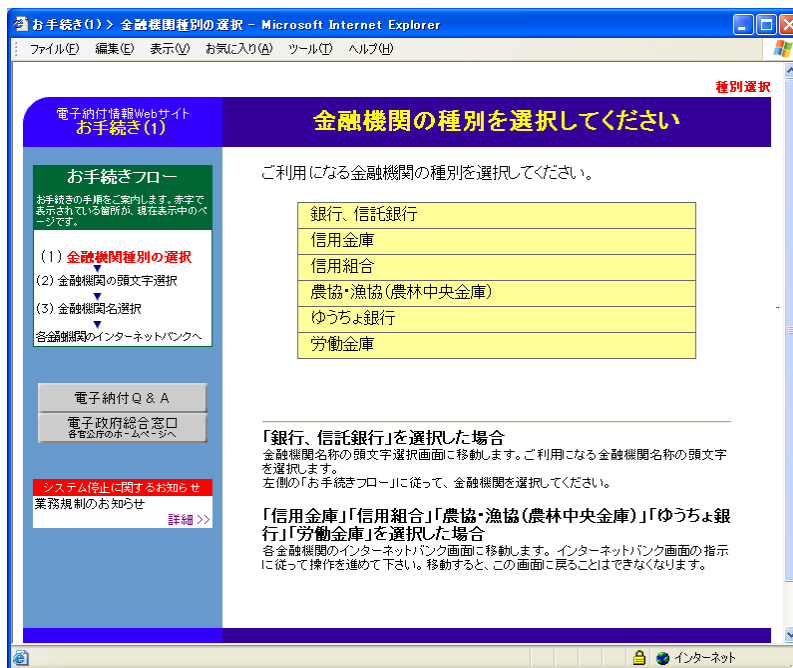 お手続き(1) > 金融機関種別の選択 - Microsoft Internet Explorer
ファイル(F) 編集(E) 表示(V) お気に入り(A) ツール(T) ヘルプ(H)
種別選択
電子納付情報Webサイト
お手続き(1)
金融機関の種別を選択してください
お手続きフロー
お手続きの手順をご案内します。赤字で
表示されている箇所が、現在表示中のペ
ージです。
(1) 金融機関種別の選択
(2) 金融機関の頭文字選択
(3) 金融機関名選択
各金融機関のインターネットバンクへ
電子納付Q & A
電子政府総合窓口
各官公庁のホームページへ
システム停止に関するお知らせ
業務規制のお知らせ
詳細>>
ご利用になる金融機関の種別を選択してください。
銀行、信託銀行
信用金庫
信用組合
農協・漁協(農林中央金庫)
ゆうちょ銀行
労働金庫
「銀行、信託銀行」を選択した場合
金融機関名称の頭文字選択画面に移動します。ご利用になる金融機関名称の頭文字
を選択します。
左側の「お手続きフロー」に従って、金融機関を選択してください。
「信用金庫」「信用組合」「農協・漁協(農林中央金庫)」「ゆうちょ銀
行」「労働金庫」を選択した場合
各金融機関のインターネットバンク画面に移動します。インターネットバンク画面の指示
に従って操作を進めて下さい。移動すると、この画面に戻ることはできなくなります。
インターネット